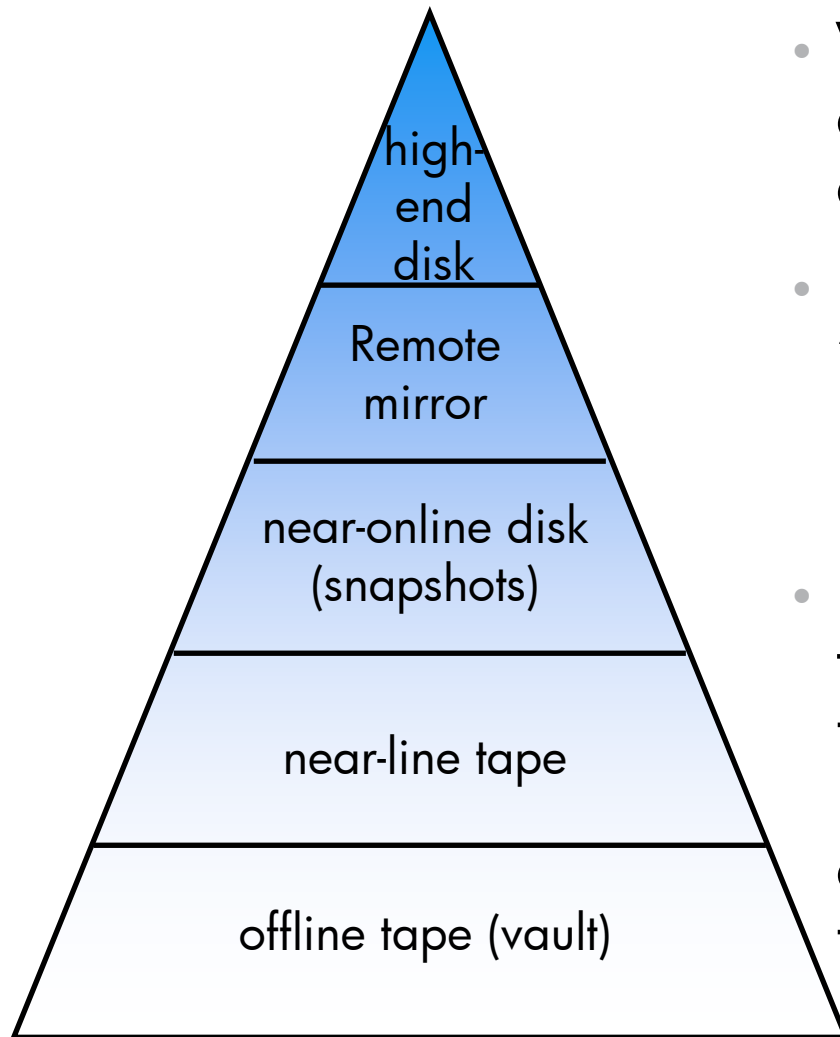 high-
end
disk
Remote
mirror
near-online disk
(snapshots)
near-line tape
offline tape (vault)